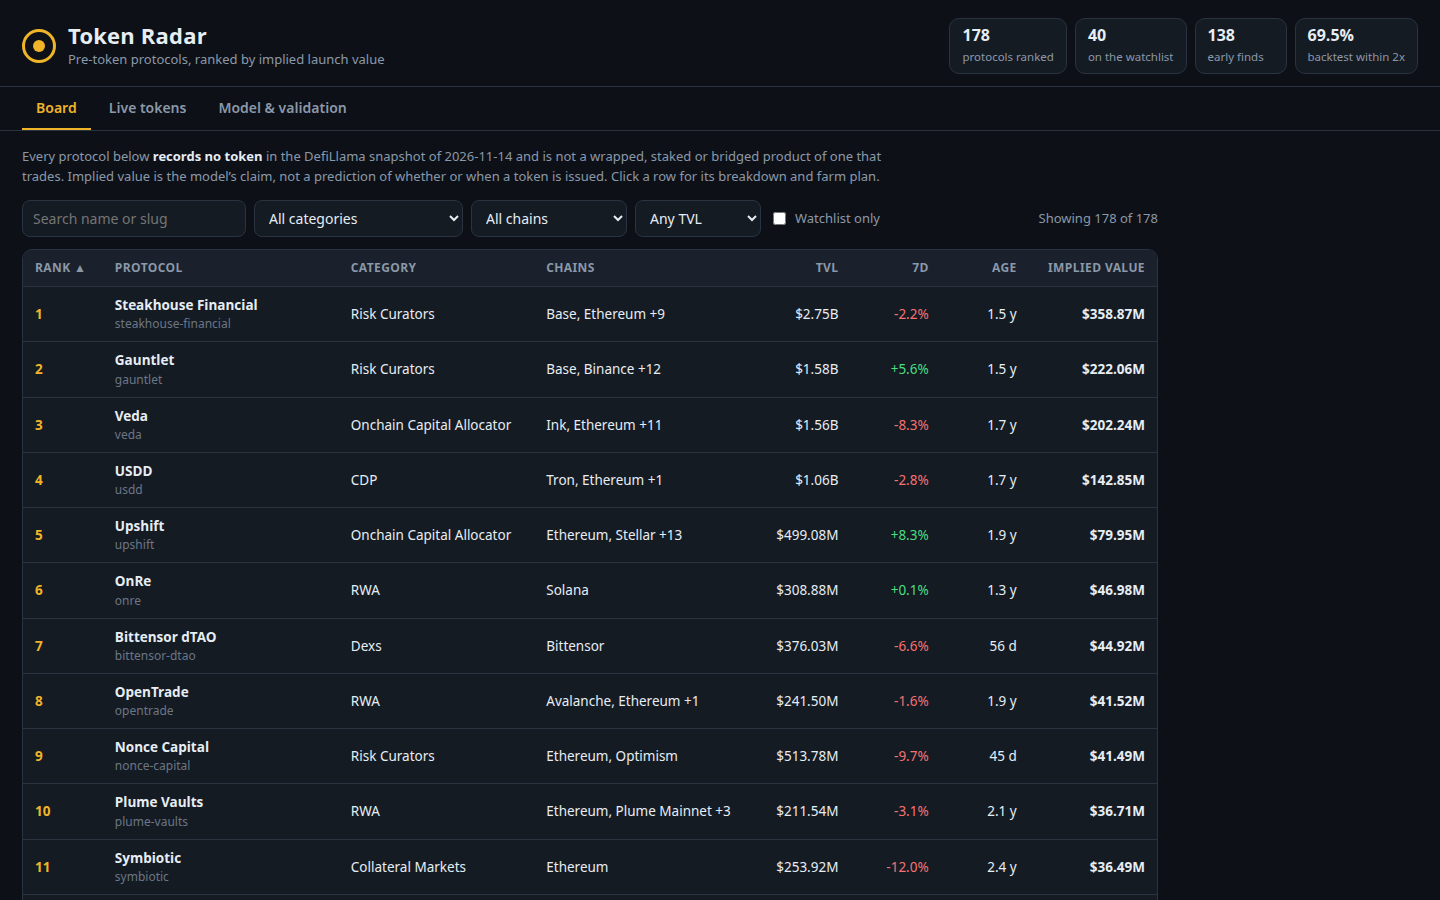 Token Radar
Pre-token protocols, ranked by implied launch value
178
protocols ranked
40
on the watchlist
138
early finds
69.5%
backtest within 2x
Board Live tokens Model & validation
Every protocol below records no token in the DefiLlama snapshot of 2026-11-14 and is not a wrapped, staked or bridged product of one that
trades. Implied value is the model’s claim, not a prediction of whether or when a token is issued. Click a row for its breakdown and farm plan.
Search name or slug All categories All chains Any TVL Watchlist only Showing 178 of 178
RANK ▲ PROTOCOL CATEGORY CHAINS TVL 7D AGE IMPLIED VALUE
1 Steakhouse Financial Risk Curators Base, Ethereum +9 $2.75B -2.2% 1.5 y $358.87M
steakhouse-financial
2 Gauntlet Risk Curators Base, Binance +12 $1.58B +5.6% 1.5 y $222.06M
gauntlet
3 Veda Onchain Capital Allocator Ink, Ethereum +11 $1.56B -8.3% 1.7 y $202.24M
veda
4 USDD CDP Tron, Ethereum +1 $1.06B -2.8% 1.7 y $142.85M
usdd
5 Upshift Onchain Capital Allocator Ethereum, Stellar +13 $499.08M +8.3% 1.9 y $79.95M
upshift
6 OnRe RWA Solana $308.88M +0.1% 1.3 y $46.98M
onre
7 Bittensor dTAO Dexs Bittensor $376.03M -6.6% 56 d $44.92M
bittensor-dtao
8 OpenTrade RWA Avalanche, Ethereum +1 $241.50M -1.6% 1.9 y $41.52M
opentrade
9 Nonce Capital Risk Curators Ethereum, Optimism $513.78M -9.7% 45 d $41.49M
nonce-capital
10 Plume Vaults RWA Ethereum, Plume Mainnet +3 $211.54M -3.1% 2.1 y $36.71M
plume-vaults
11 Symbiotic Collateral Markets Ethereum $253.92M -12.0% 2.4 y $36.49M
symbiotic